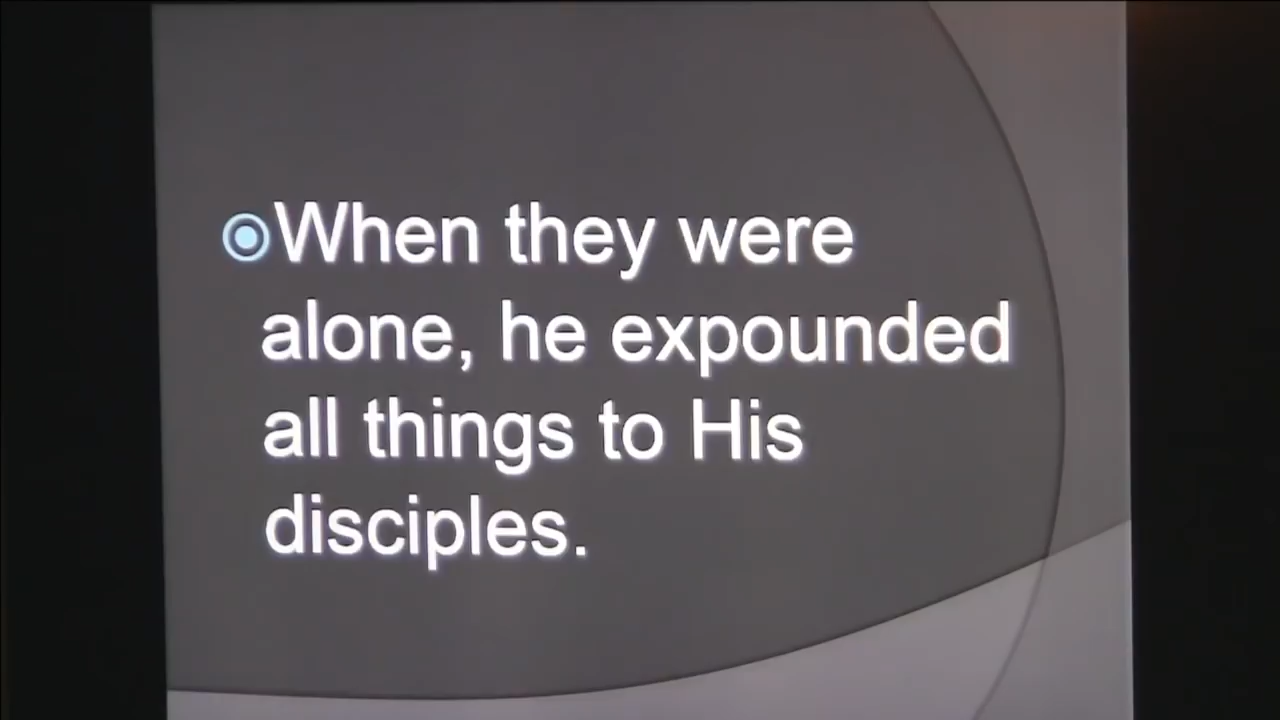 When they were
alone, he expounded
all things to His
disciples.